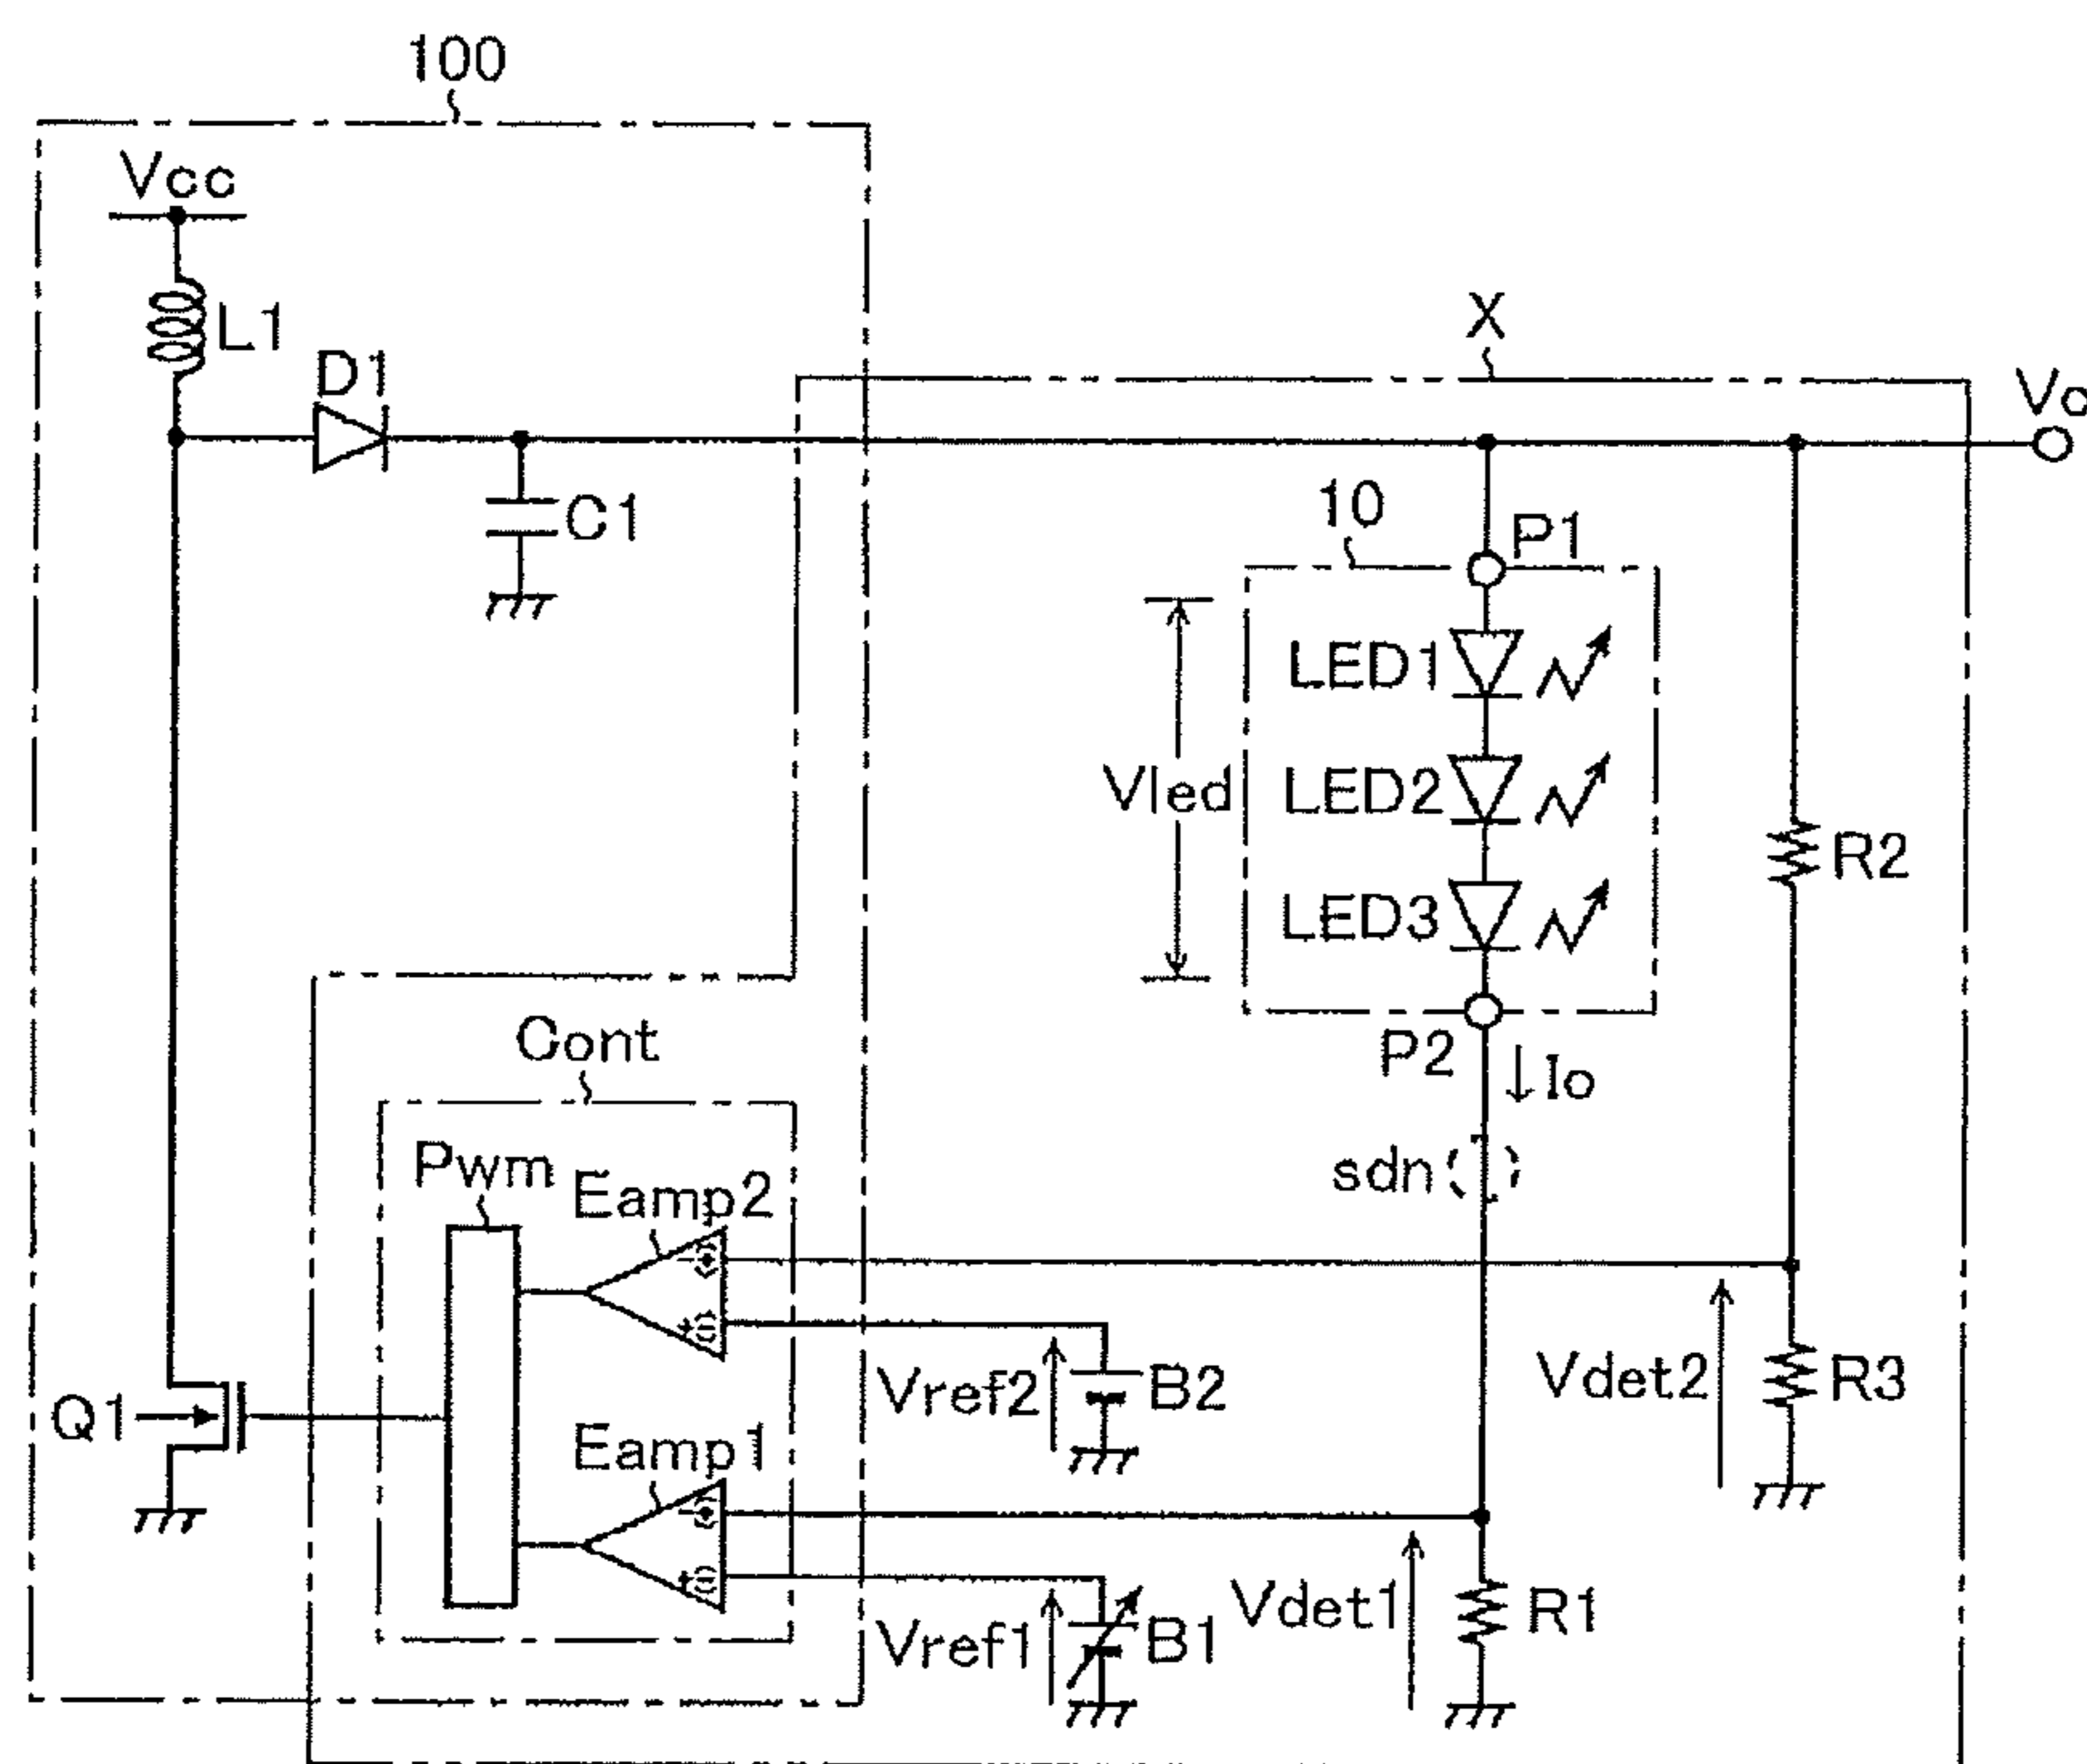 100
Vcc
L1
D1
C1
X
10
P1
LED1
LED2
LED3
Vled
P2
Io
sdn
R2
Cont
Pwm
Eamp2
Eamp1
Q1
Vref2
B2
Vdet2
R3
Vref1
B1
Vdet1
R1